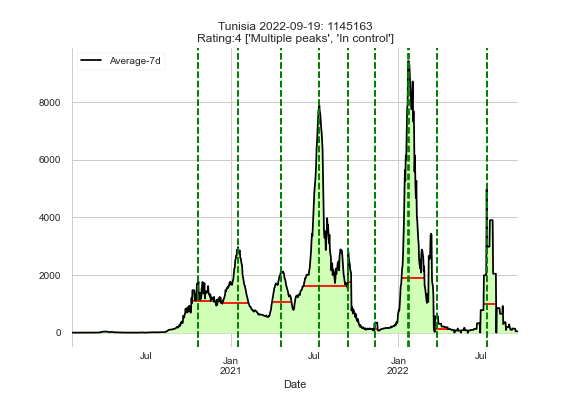 Tunisia 2022-09-19: 1145163
Rating:4 ['Multiple peaks', 'In control']
Average-7d
8000
6000
4000
2000
0
Jul
Jan
2021
Jul
Jan
2022
Jul
Date